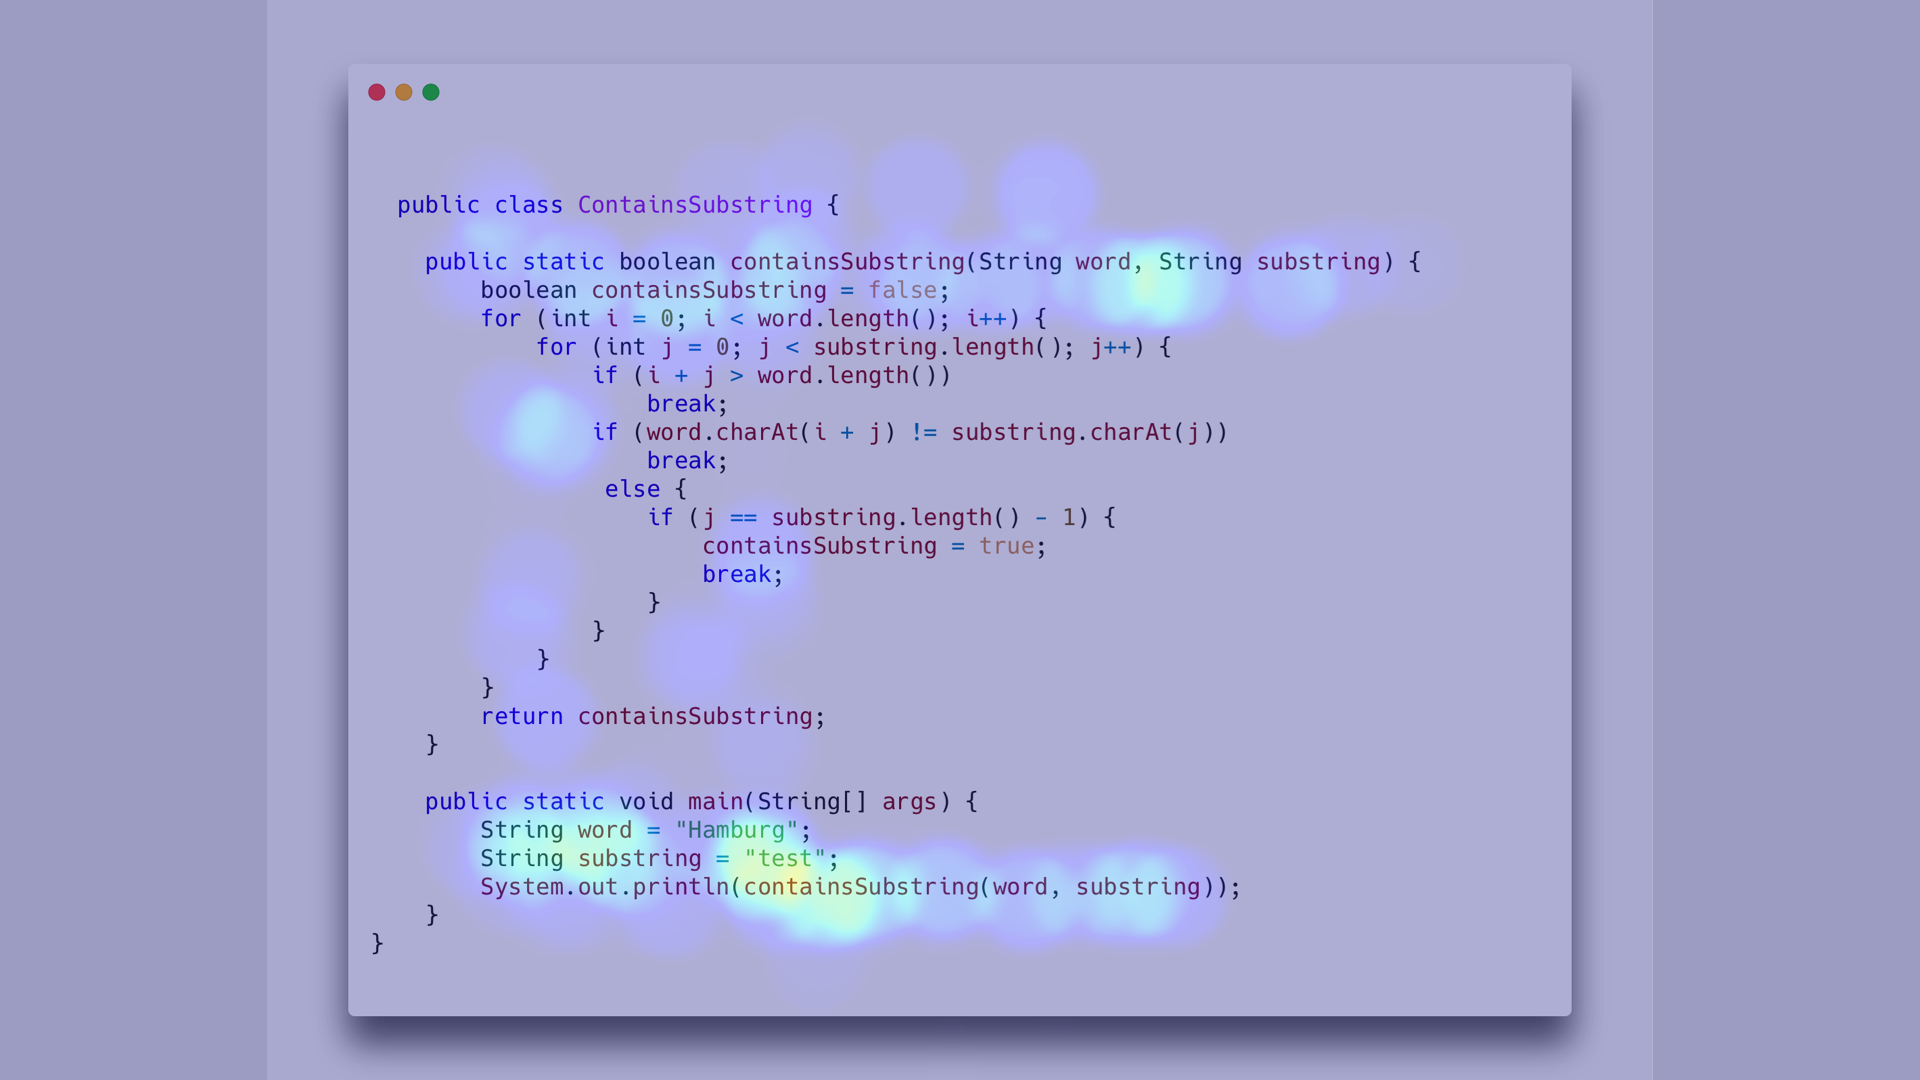 public class ContainsSubstring {
public static boolean containsSubstring(String word, String substring) {
boolean containsSubstring = false;
for (int i = 0; i < word.length(); i++) {
for (int j = 0; j < substring.length(); j++) {
if (i + j > word.length())
break;
if (word.charAt(i + j) != substring.charAt(j))
break;
else {
if (j == substring.length() - 1) {
containsSubstring = true;
break;
}
}
}
}
return containsSubstring;
}
public static void main(String[] args) {
String word = "Hamburg";
String substring = "test";
System.out.println(containsSubstring(word, substring));
}
}